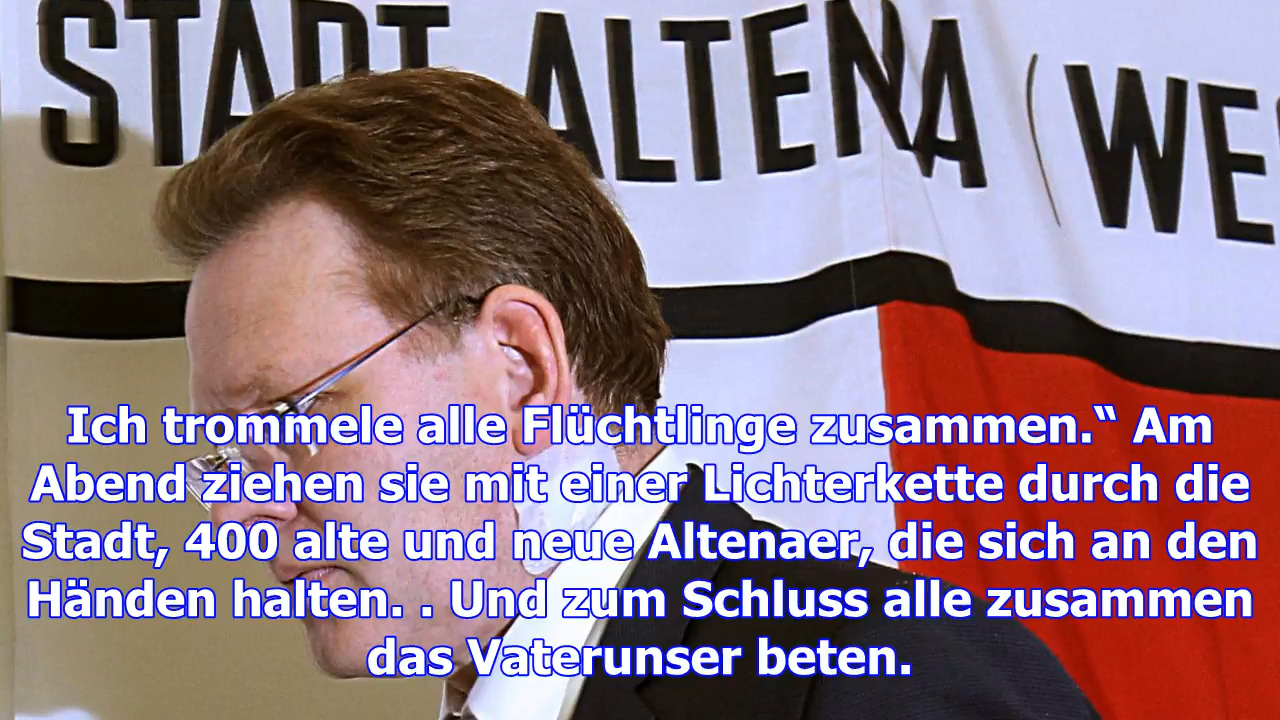 STADT ALTENA (WE
Ich trommele alle Flüchtlinge zusammen.“ Am
Abend ziehen sie mit einer Lichterkette durch die
Stadt, 400 alte und neue Altenaer, die sich an den
Händen halten. . Und zum Schluss alle zusammen
das Vaterunser beten.